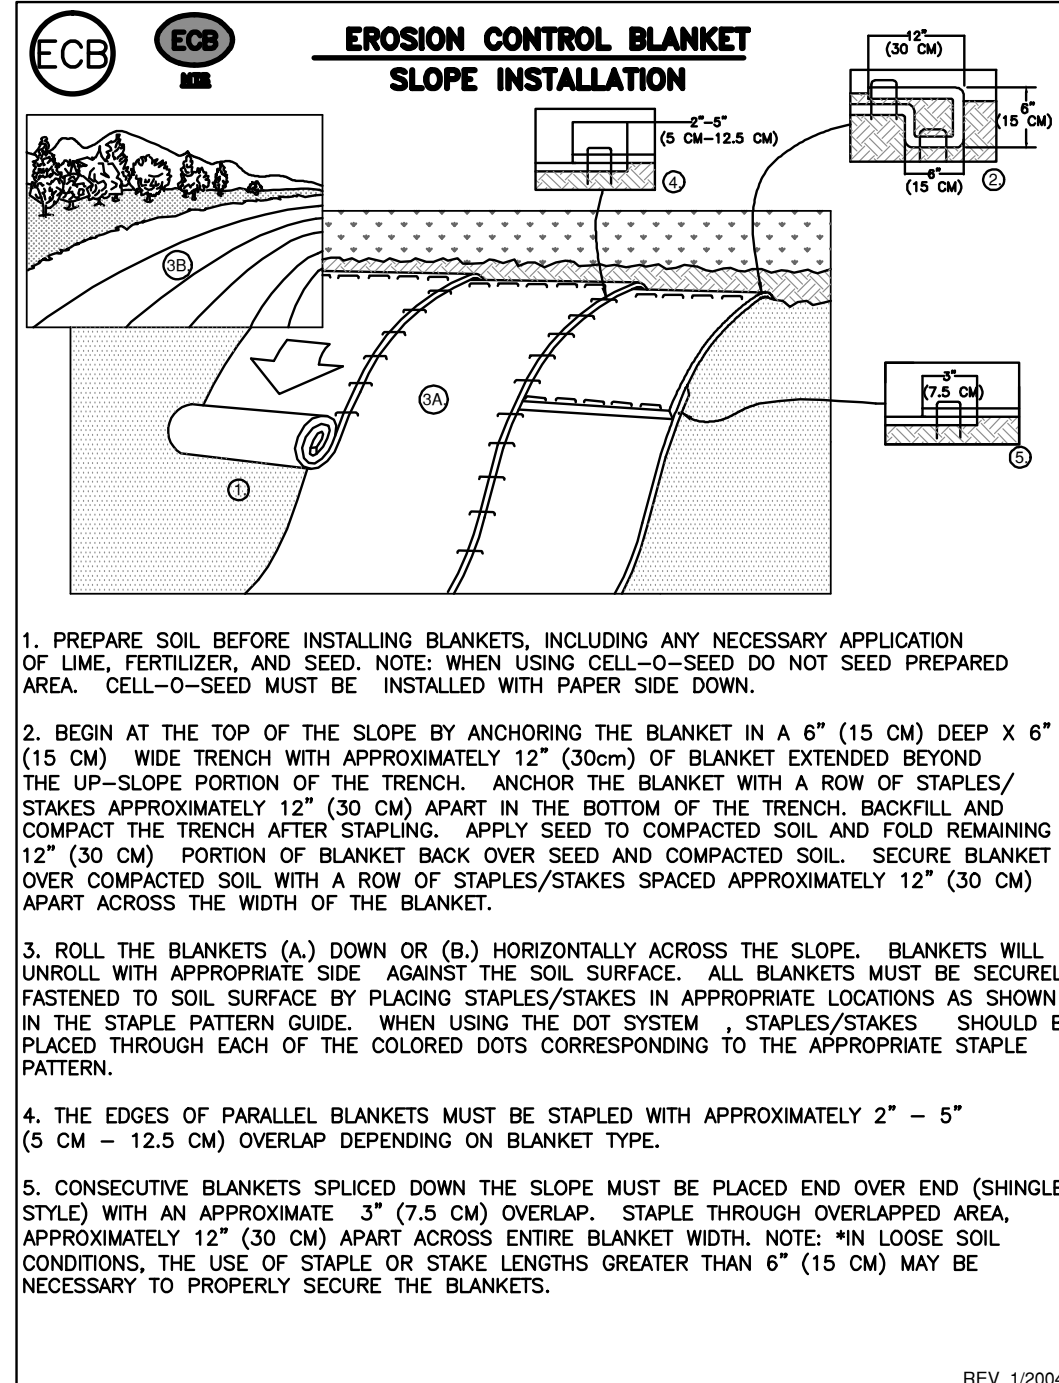 ECB
ECB
EROSION CONTROL BLANKET
SLOPE INSTALLATION
12"
(30 CM)
6"
(15 CM)
6"
(15 CM)
2.
2"-5"
(5 CM-12.5 CM)
4.
3B.
3A.
1.
3"
(7.5 CM)
5.
1. PREPARE SOIL BEFORE INSTALLING BLANKETS, INCLUDING ANY NECESSARY APPLICATION
OF LIME, FERTILIZER, AND SEED. NOTE: WHEN USING CELL-O-SEED DO NOT SEED PREPARED
AREA. CELL-O-SEED MUST BE INSTALLED WITH PAPER SIDE DOWN.
2. BEGIN AT THE TOP OF THE SLOPE BY ANCHORING THE BLANKET IN A 6" (15 CM) DEEP X 6"
(15 CM) WIDE TRENCH WITH APPROXIMATELY 12" (30cm) OF BLANKET EXTENDED BEYOND
THE UP-SLOPE PORTION OF THE TRENCH. ANCHOR THE BLANKET WITH A ROW OF STAPLES/
STAKES APPROXIMATELY 12" (30 CM) APART IN THE BOTTOM OF THE TRENCH. BACKFILL AND
COMPACT THE TRENCH AFTER STAPLING. APPLY SEED TO COMPACTED SOIL AND FOLD REMAINING
12" (30 CM) PORTION OF BLANKET BACK OVER SEED AND COMPACTED SOIL. SECURE BLANKET
OVER COMPACTED SOIL WITH A ROW OF STAPLES/STAKES SPACED APPROXIMATELY 12" (30 CM)
APART ACROSS THE WIDTH OF THE BLANKET.
3. ROLL THE BLANKETS (A.) DOWN OR (B.) HORIZONTALLY ACROSS THE SLOPE. BLANKETS WILL
UNROLL WITH APPROPRIATE SIDE AGAINST THE SOIL SURFACE. ALL BLANKETS MUST BE SECUREL
FASTENED TO SOIL SURFACE BY PLACING STAPLES/STAKES IN APPROPRIATE LOCATIONS AS SHOWN
IN THE STAPLE PATTERN GUIDE. WHEN USING THE DOT SYSTEM , STAPLES/STAKES SHOULD B
PLACED THROUGH EACH OF THE COLORED DOTS CORRESPONDING TO THE APPROPRIATE STAPLE
PATTERN.
4. THE EDGES OF PARALLEL BLANKETS MUST BE STAPLED WITH APPROXIMATELY 2" - 5"
(5 CM - 12.5 CM) OVERLAP DEPENDING ON BLANKET TYPE.
5. CONSECUTIVE BLANKETS SPLICED DOWN THE SLOPE MUST BE PLACED END OVER END (SHINGLE
STYLE) WITH AN APPROXIMATE 3" (7.5 CM) OVERLAP. STAPLE THROUGH OVERLAPPED AREA,
APPROXIMATELY 12" (30 CM) APART ACROSS ENTIRE BLANKET WIDTH. NOTE: *IN LOOSE SOIL
CONDITIONS, THE USE OF STAPLE OR STAKE LENGTHS GREATER THAN 6" (15 CM) MAY BE
NECESSARY TO PROPERLY SECURE THE BLANKETS.
REV. 1/2004